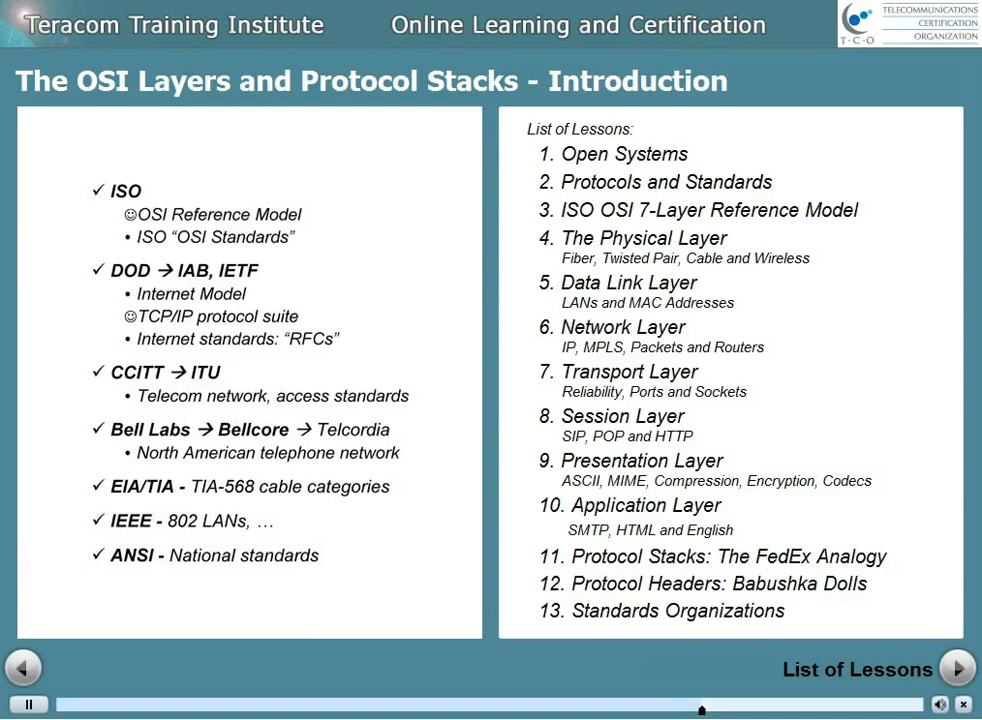 Teracom Training Institute
Online Learning and Certification
TELECOMMUNICATIONS
CERTIFICATION
ORGANIZATION
T·C·O
The OSI Layers and Protocol Stacks - Introduction
✓ ISO
☺OSI Reference Model
• ISO “OSI Standards”
✓ DOD → IAB, IETF
• Internet Model
☺TCP/IP protocol suite
• Internet standards: “RFCs”
✓ CCITT → ITU
• Telecom network, access standards
✓ Bell Labs → Bellcore → Telcordia
• North American telephone network
✓ EIA/TIA - TIA-568 cable categories
✓ IEEE - 802 LANs, …
✓ ANSI - National standards
List of Lessons:
1. Open Systems
2. Protocols and Standards
3. ISO OSI 7-Layer Reference Model
4. The Physical Layer
Fiber, Twisted Pair, Cable and Wireless
5. Data Link Layer
LANs and MAC Addresses
6. Network Layer
IP, MPLS, Packets and Routers
7. Transport Layer
Reliability, Ports and Sockets
8. Session Layer
SIP, POP and HTTP
9. Presentation Layer
ASCII, MIME, Compression, Encryption, Codecs
10. Application Layer
SMTP, HTML and English
11. Protocol Stacks: The FedEx Analogy
12. Protocol Headers: Babushka Dolls
13. Standards Organizations
List of Lessons